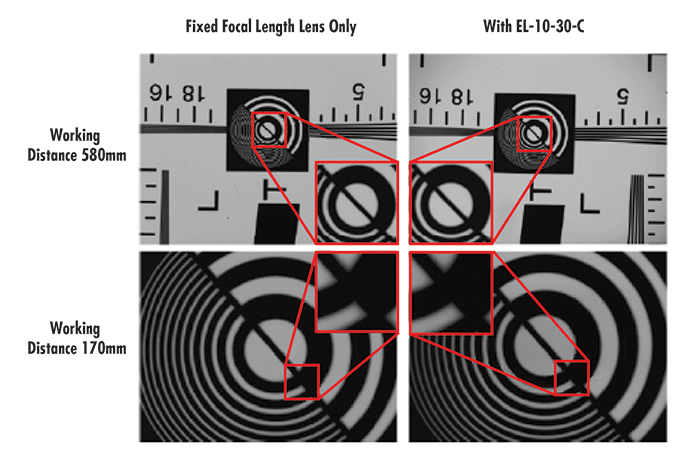 Fixed Focal Length Lens Only
With EL-10-30-C
16 18
5
16 18
5
Working
Distance 580mm
Working
Distance 170mm